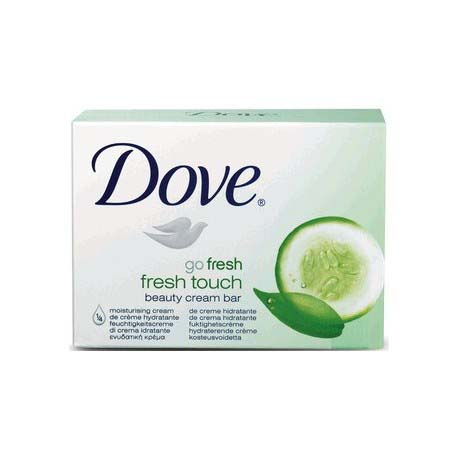 Dove®
go fresh
fresh touch
beauty cream bar
¼
moisturising cream
de crème hydratante
feuchtigkeitscreme
di crema idratante
ενυδατική κρέμα
de creme hidratante
de crema hidratante
fuktighetscrème
hydraterende crème
kosteusvoidetta